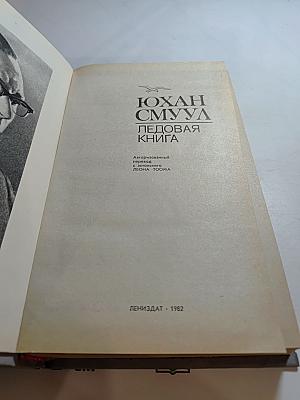 ЮХАН
СМУУЛ
ЛЕДОВАЯ
КНИГА
Авторизованный
перевод
с эстонского
ЛЕОНА ТООМА
ЛЕНИЗДАТ · 1982